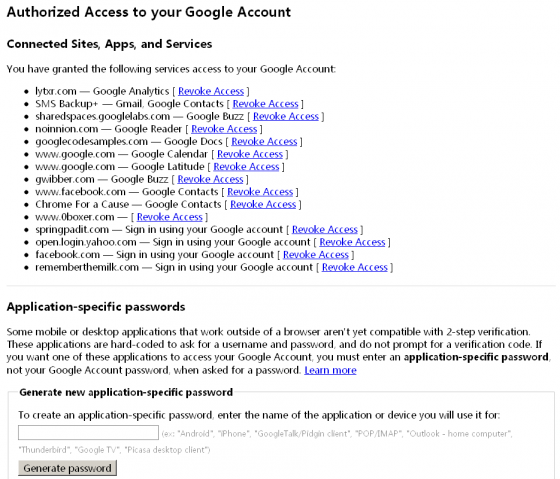 Authorized Access to your Google Account
Connected Sites, Apps, and Services
You have granted the following services access to your Google Account:
• lytxr.com — Google Analytics [ Revoke Access ]
• SMS Backup+ — Gmail, Google Contacts [ Revoke Access ]
• sharedspaces.googlelabs.com — Google Buzz [ Revoke Access ]
• noinnion.com — Google Reader [ Revoke Access ]
• googlecodesamples.com — Google Docs [ Revoke Access ]
• www.google.com — Google Calendar [ Revoke Access ]
• www.google.com — Google Latitude [ Revoke Access ]
• gwibber.com — Google Buzz [ Revoke Access ]
• www.facebook.com — Google Contacts [ Revoke Access ]
• Chrome For a Cause — Google Contacts [ Revoke Access ]
• www.0boxer.com — [ Revoke Access ]
• springpadit.com — Sign in using your Google account [ Revoke Access ]
• open.login.yahoo.com — Sign in using your Google account [ Revoke Access ]
• facebook.com — Sign in using your Google account [ Revoke Access ]
• rememberthemilk.com — Sign in using your Google account [ Revoke Access ]
Application-specific passwords
Some mobile or desktop applications that work outside of a browser aren't yet compatible with 2-step verification.
These applications are hard-coded to ask for a username and password, and do not prompt for a verification code. If
you want one of these applications to access your Google Account, you must enter an application-specific password,
not your Google Account password, when asked for a password. Learn more
Generate new application-specific password
To create an application-specific password, enter the name of the application or device you will use it for:
(ex: "Android", "iPhone", "GoogleTalk/Pidgin client", "POP/IMAP", "Outlook - home computer",
"Thunderbird", "Google TV", "Picasa desktop client")
Generate password